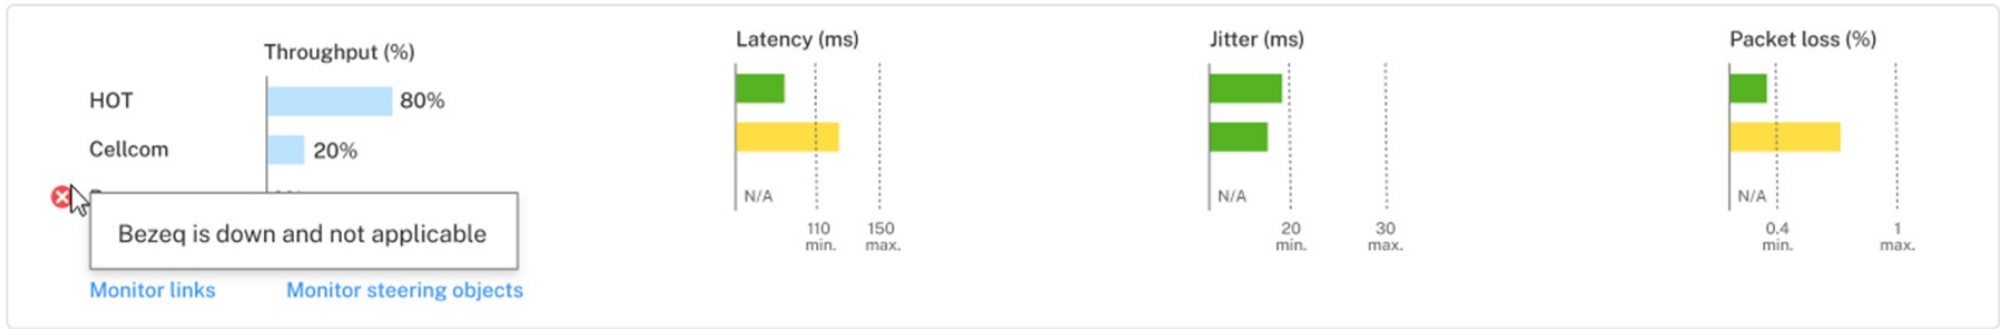 Throughput (%)
HOT 80%
Cellcom 20%
Bezeq is down and not applicable
Monitor links Monitor steering objects
Latency (ms)
N/A
110 150
min. max.
Jitter (ms)
N/A
20 30
min. max.
Packet loss (%)
N/A
0.4 1
min. max.